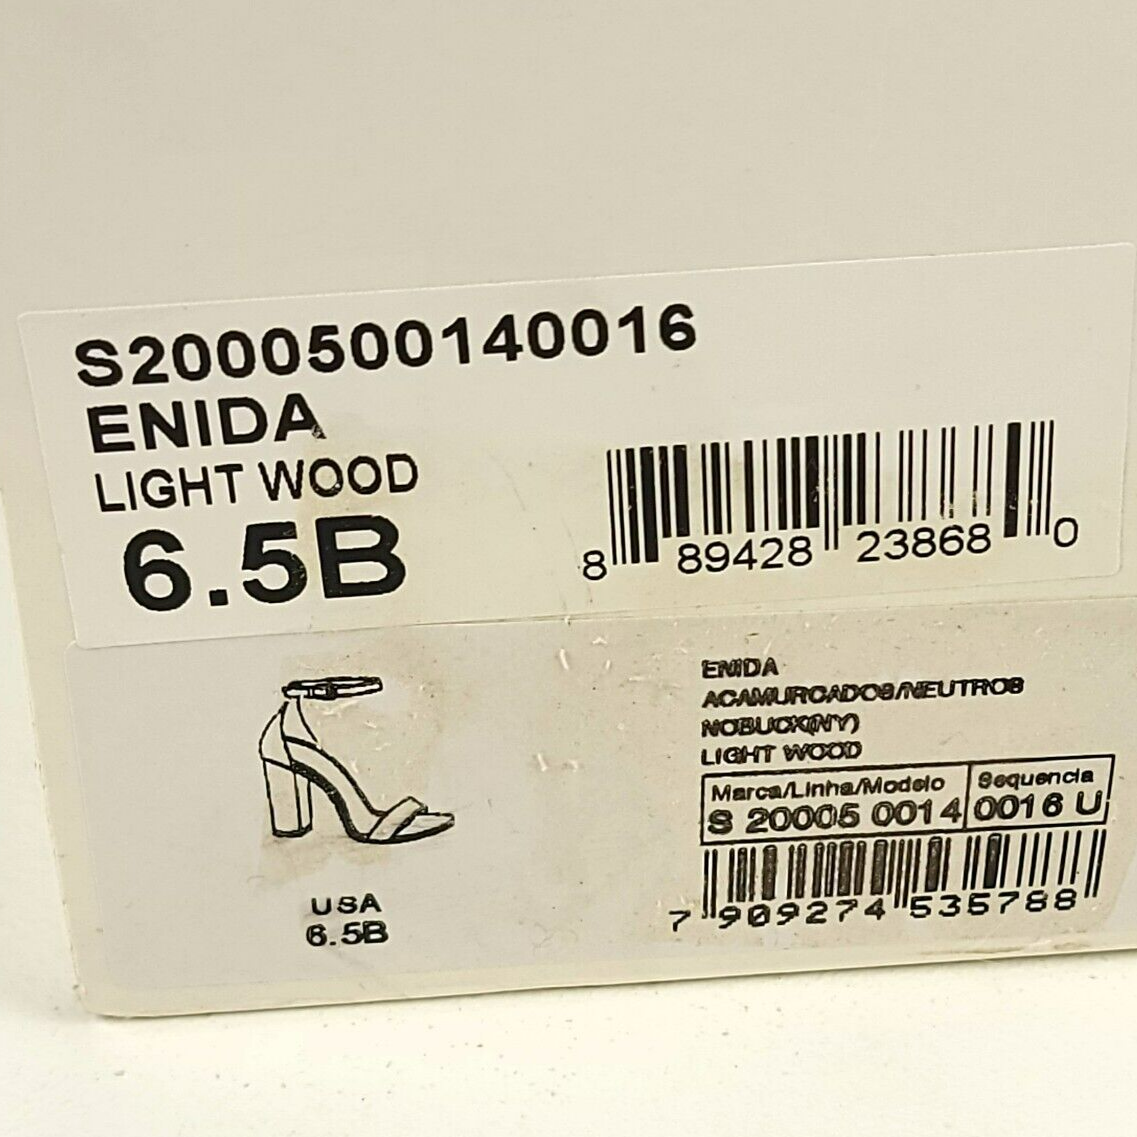 S2000500140016
ENIDA
LIGHT WOOD
6.5B
8 89428 23868 0
ENIDA
ACAMURCADOS/NEUTROS
NOBUCK(NY)
LIGHT WOOD
Marca/Linha/Modelo Sequencia
S 20005 0014 0016 U
7 909274 535788
USA
6.5B